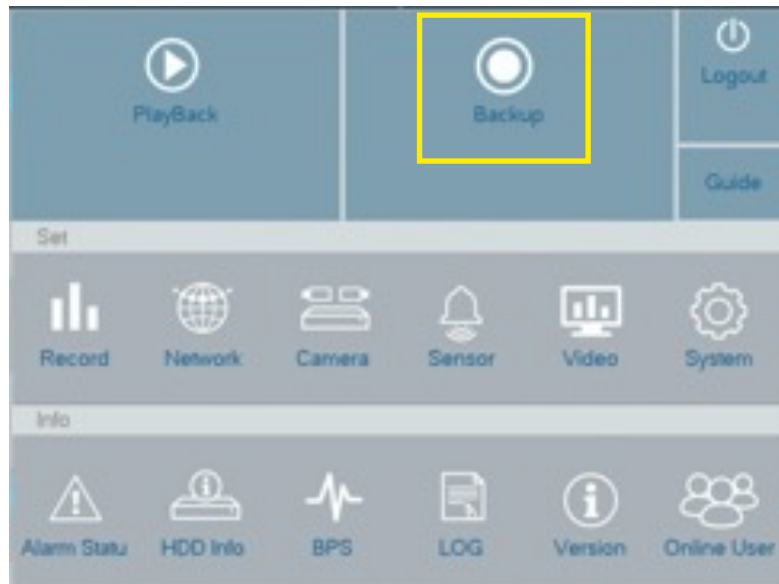 PlayBack
Backup
Logout
Guide
Set
Record
Network
Camera
Sensor
Video
System
Info
Alarm Statu
HDD Info
BPS
LOG
Version
Online User